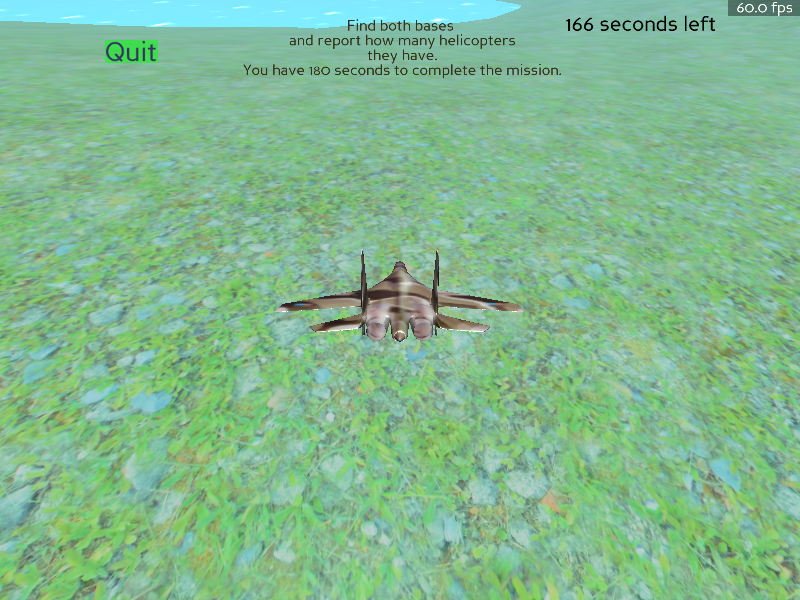 60.0 fps
Find both bases
and report how many helicopters
they have.
You have 180 seconds to complete the mission.
166 seconds left
Quit